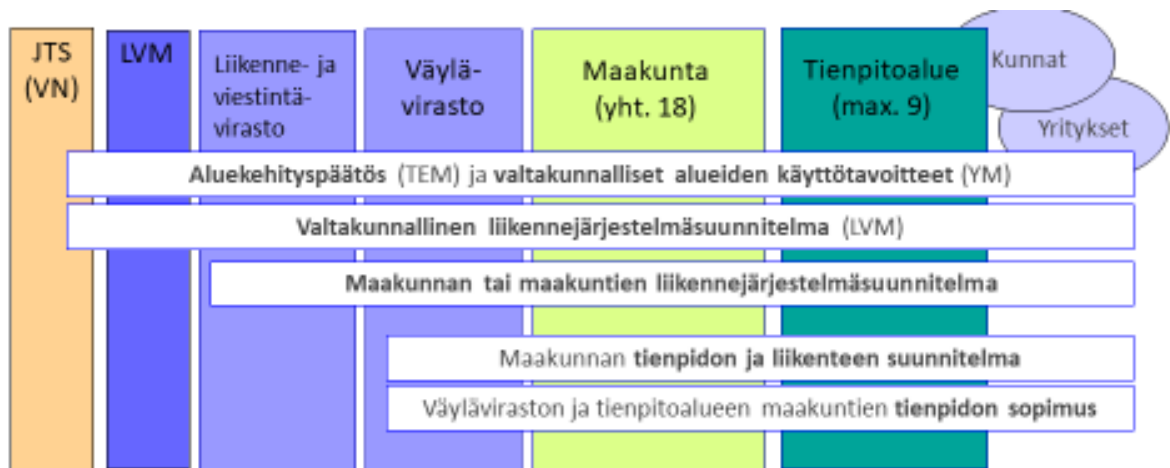 JTS
(VN)
LVM
Liikenne- ja
viestintä-
virasto
Väylä-
virasto
Maakunta
(yht. 18)
Tienpitoalue
(max. 9)
Kunnat
Yritykset
Aluekehityspäätös (TEM) ja valtakunnalliset alueiden käyttötavoitteet (YM)
Valtakunnallinen liikennejärjestelmäsuunnitelma (LVM)
Maakunnan tai maakuntien liikennejärjestelmäsuunnitelma
Maakunnan tienpidon ja liikenteen suunnitelma
Väyläviraston ja tienpitoalueen maakuntien tienpidon sopimus